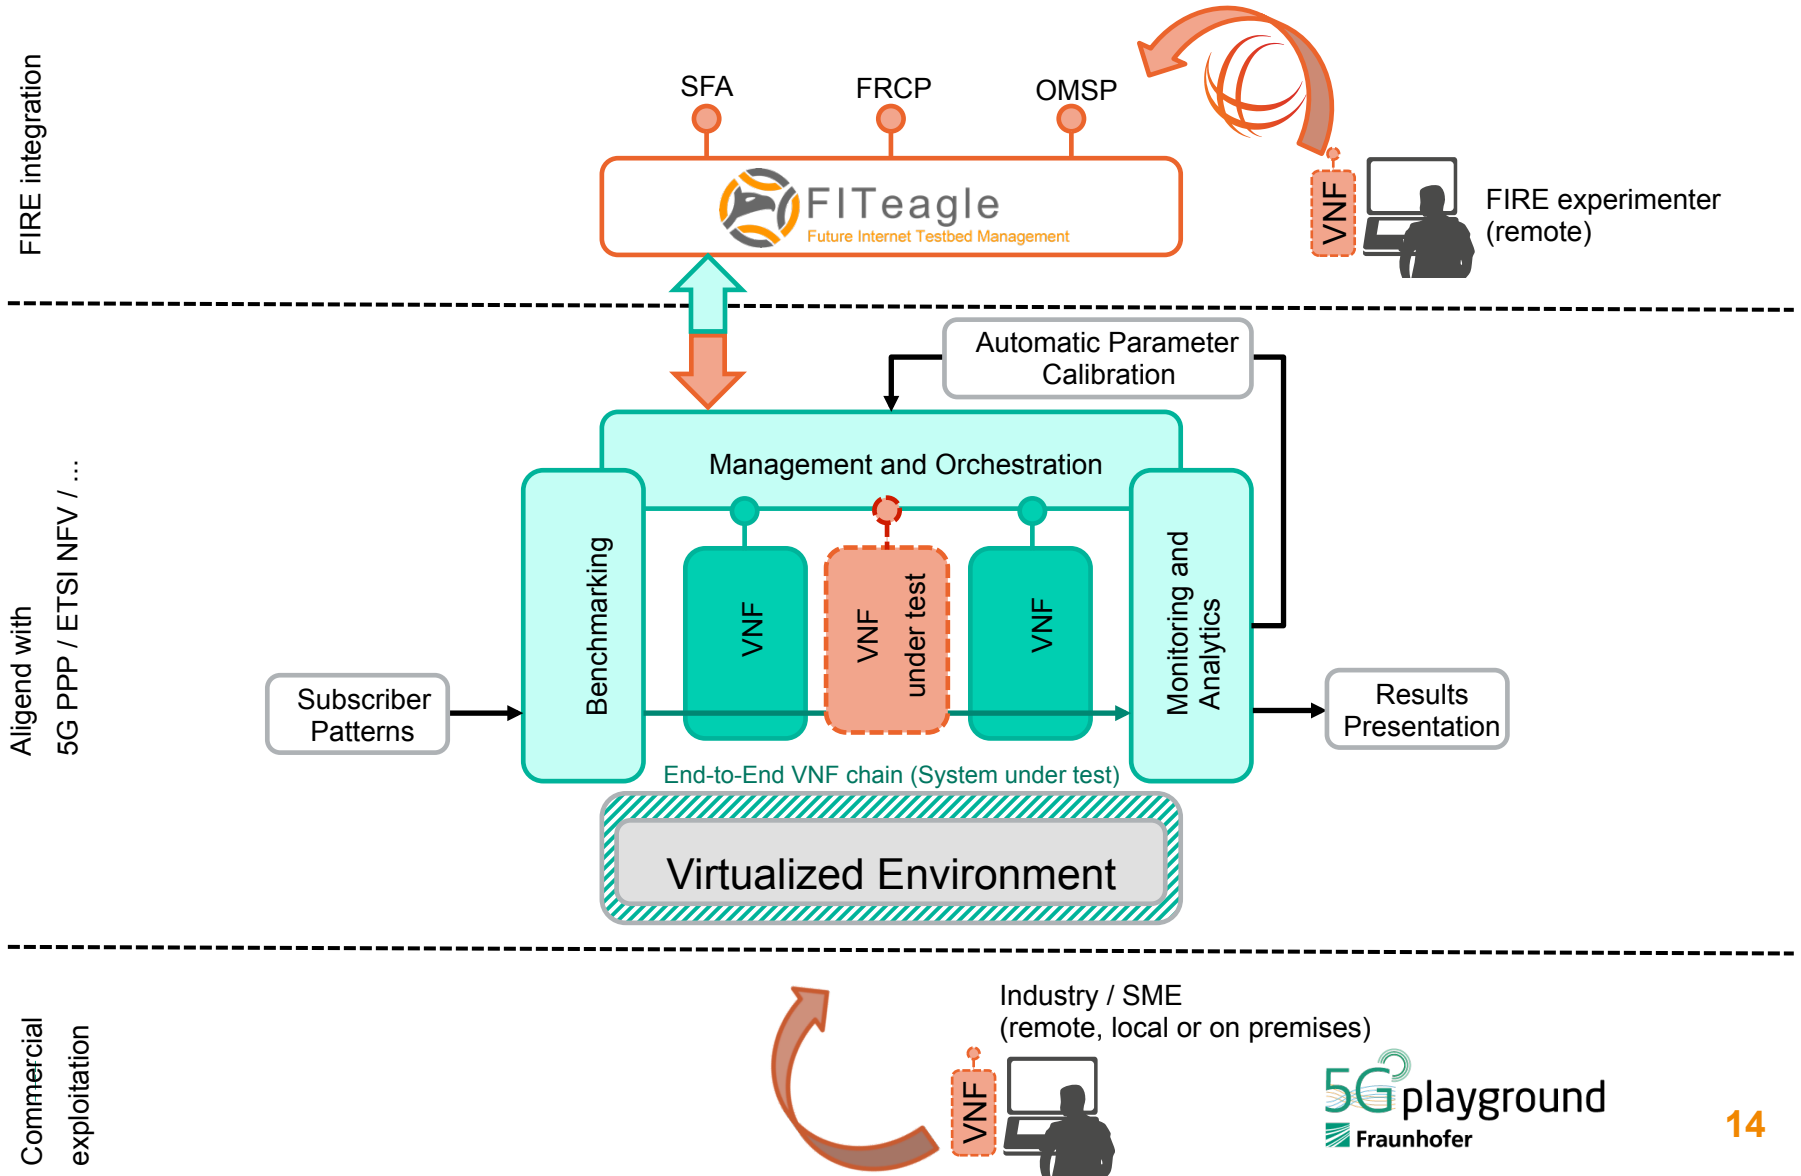 FIRE integration
SFA
FRCP
OMSP
FITeagle
Future Internet Testbed Management
VNF
FIRE experimenter
(remote)
Aligend with
5G PPP / ETSI NFV / ...
Automatic Parameter
Calibration
Management and Orchestration
Benchmarking
VNF
VNF
under test
VNF
Monitoring and
Analytics
Subscriber
Patterns
Results
Presentation
End-to-End VNF chain (System under test)
Virtualized Environment
Commercial
exploitation
Industry / SME
(remote, local or on premises)
VNF
5G playground
Fraunhofer
14